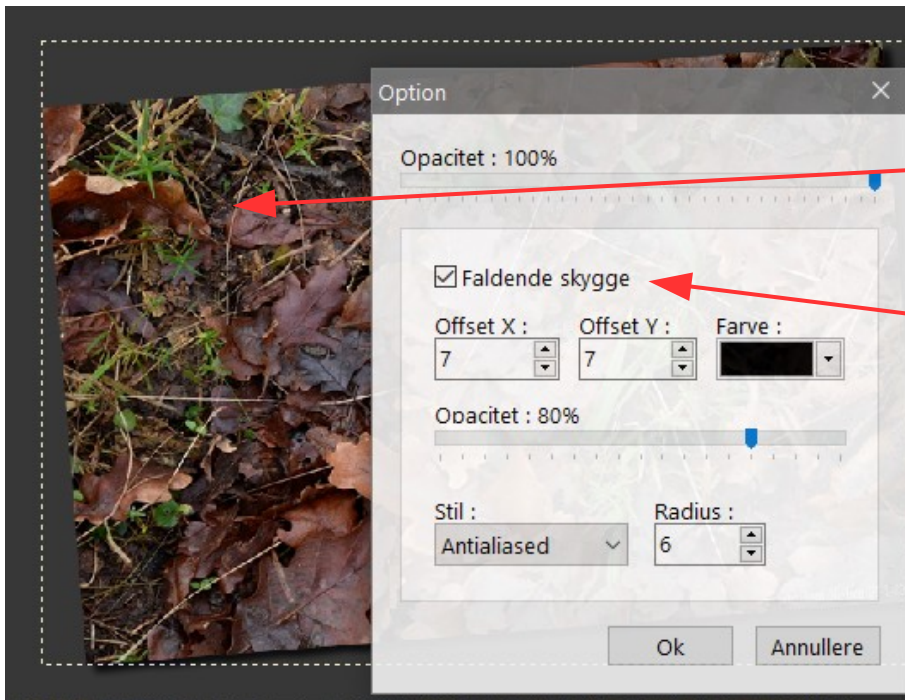 Option
Opacitet : 100%
Faldende skygge
Offset X : Offset Y : Farve :
7 7
Opacitet : 80%
Stil : Radius :
Antialiased 6
Ok Annullere